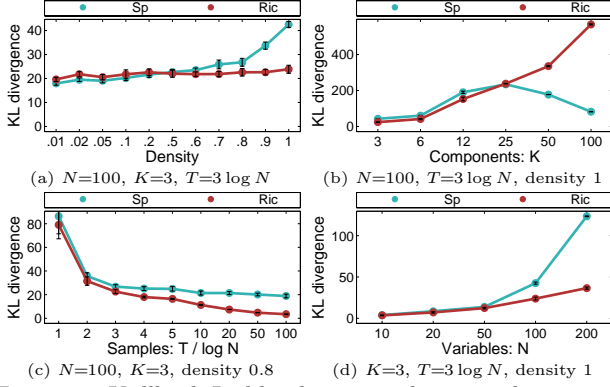 Sp Ric
KL divergence
40
30
20
10
0
.01 .02 .05 .1 .2 .5 .6 .7 .8 .9 1
Density
(a) N=100, K=3, T=3 log N
Sp Ric
KL divergence
400
200
0
3 6 12 25 50 100
Components: K
(b) N=100, T=3 log N, density 1
Sp Ric
KL divergence
80
60
40
20
0
1 2 3 4 5 10 20 50 100
Samples: T / log N
(c) N=100, K=3, density 0.8
Sp Ric
KL divergence
100
50
0
10 20 50 100 200
Variables: N
(d) K=3, T=3 log N, density 1